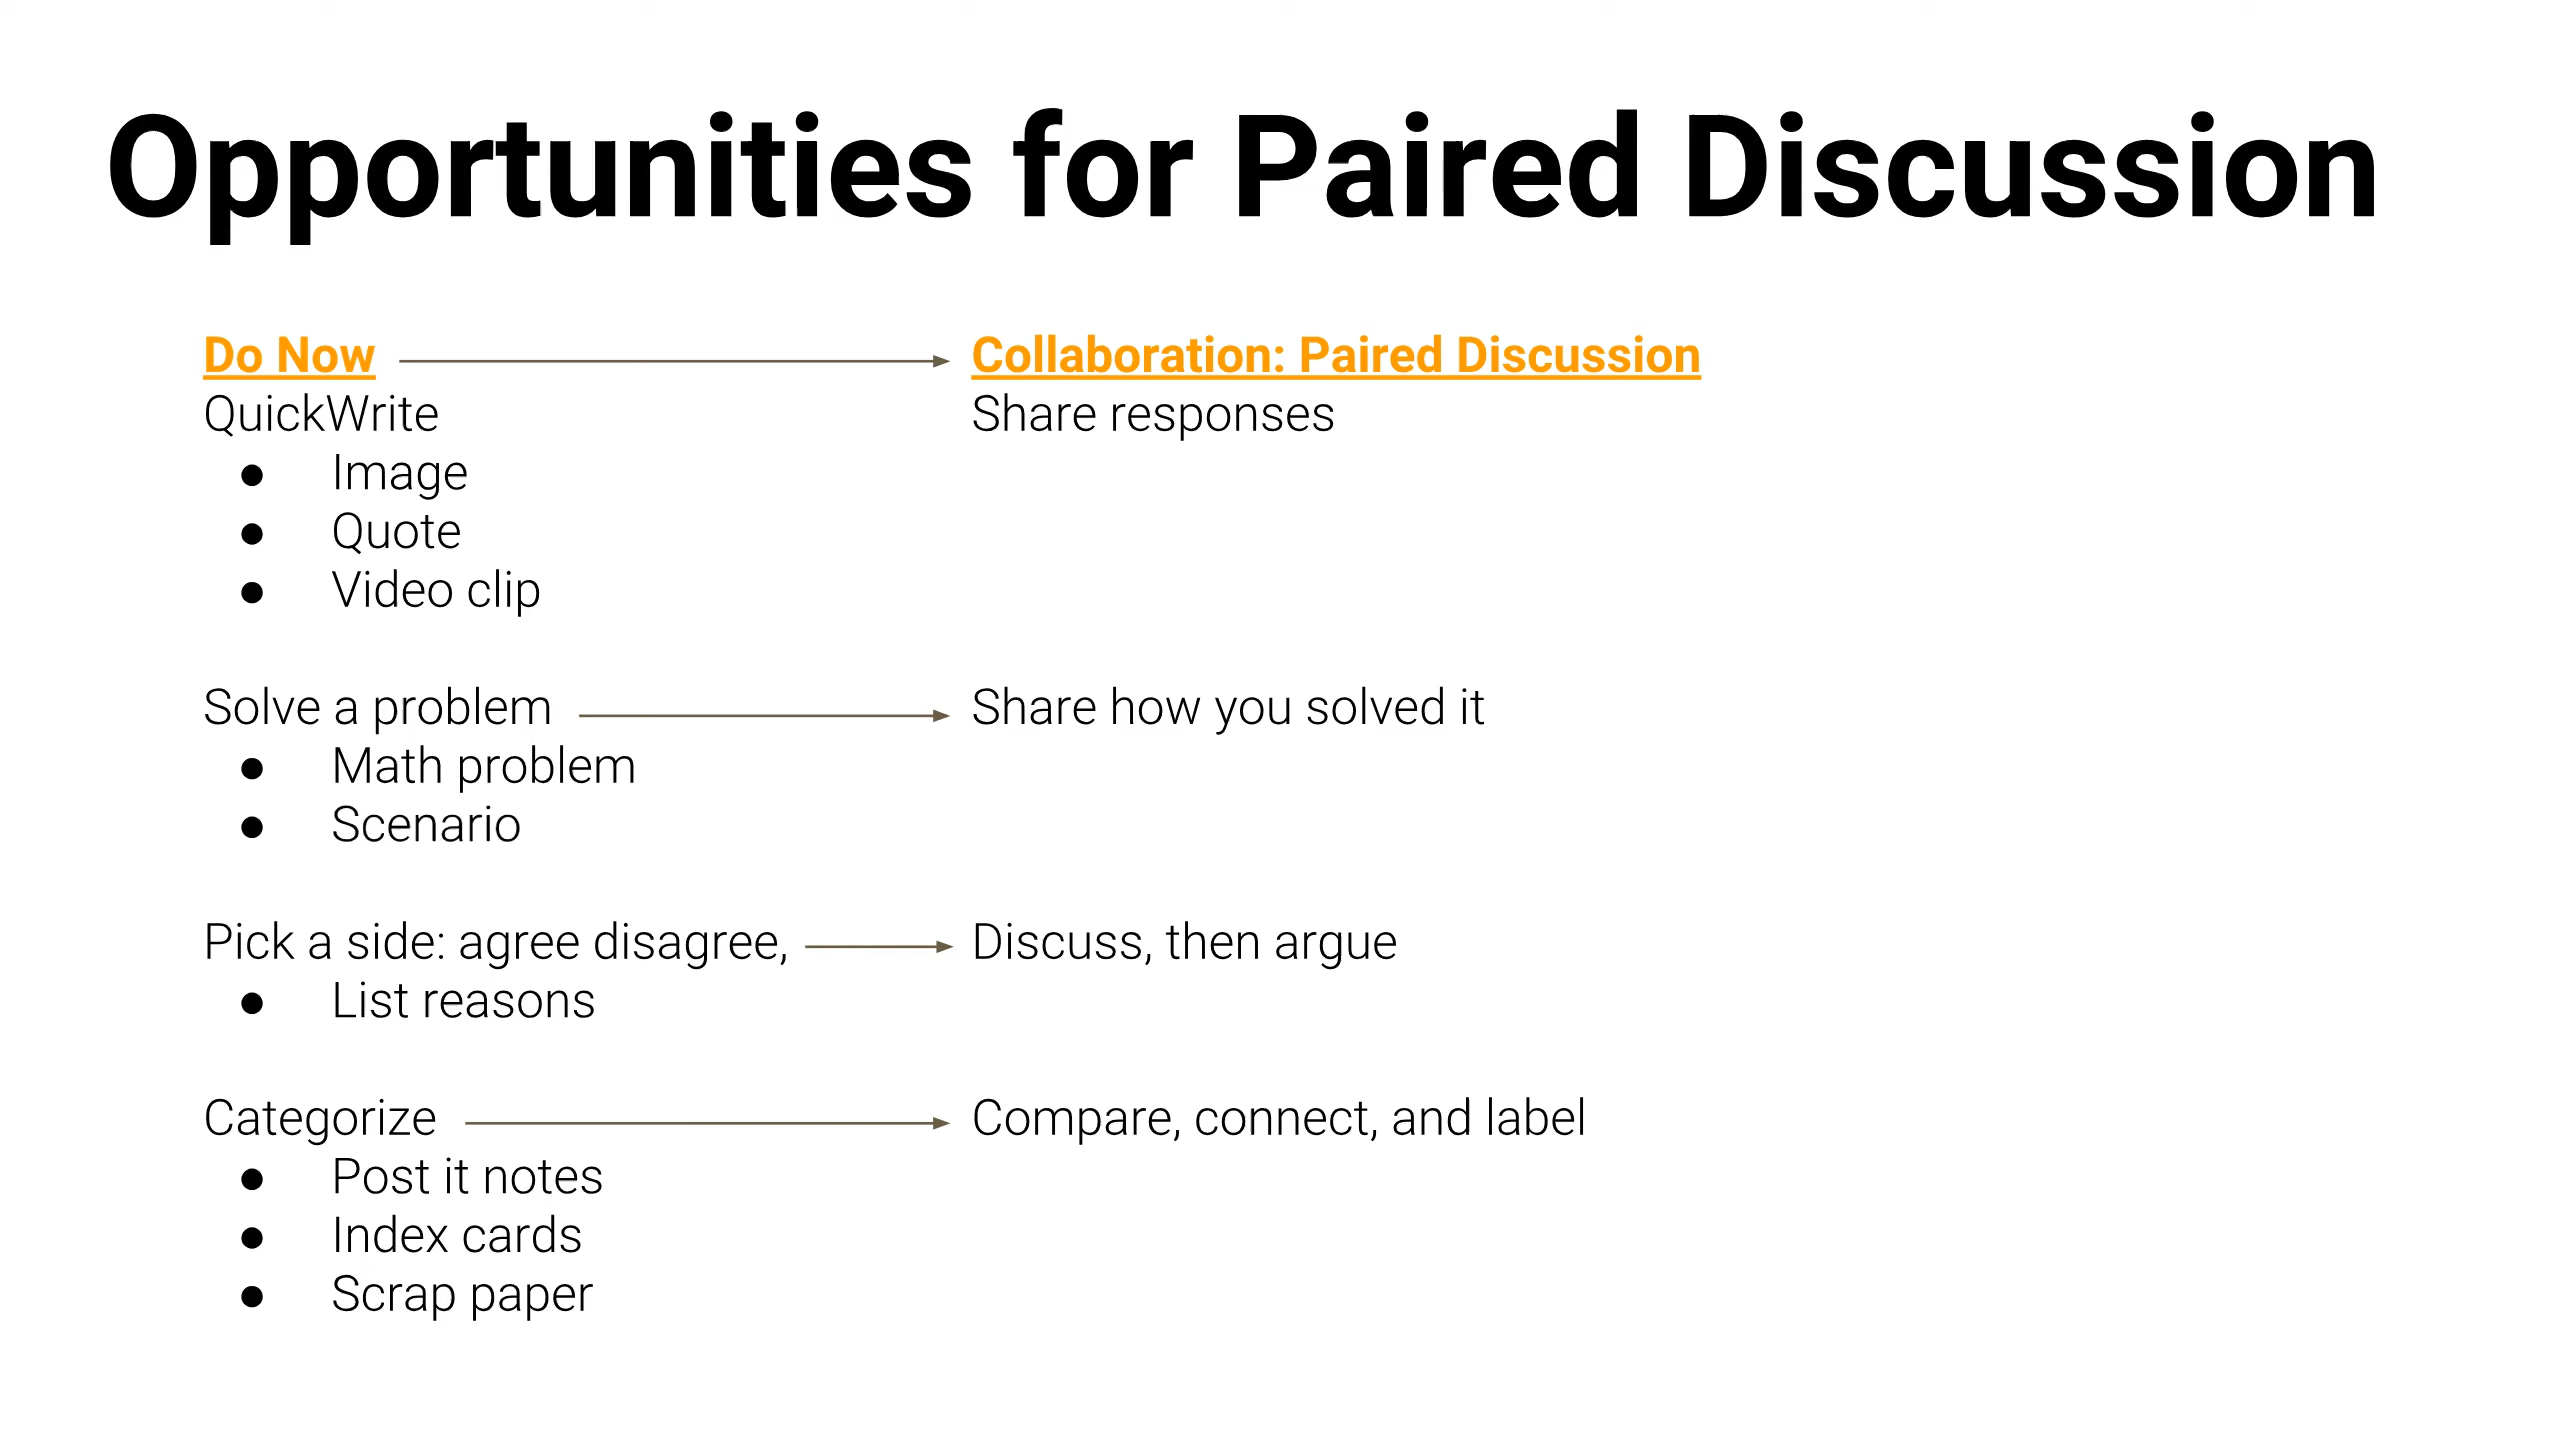 Opportunities for Paired Discussion
Do Now
Collaboration: Paired Discussion
QuickWrite
Share responses
● Image
● Quote
● Video clip
Solve a problem
Share how you solved it
● Math problem
● Scenario
Pick a side: agree disagree,
Discuss, then argue
● List reasons
Categorize
Compare, connect, and label
● Post it notes
● Index cards
● Scrap paper